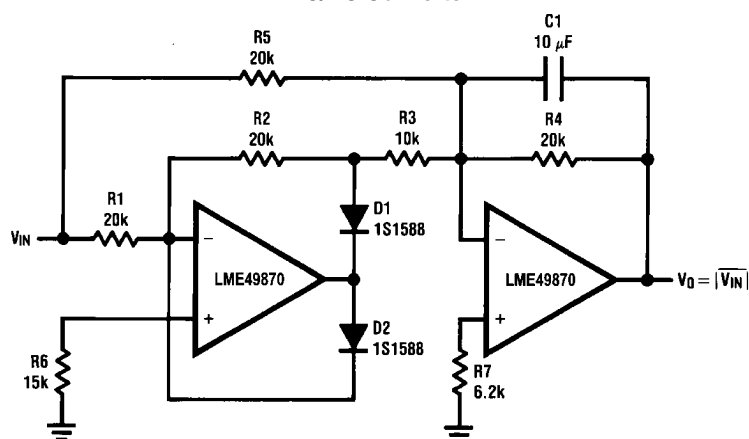 C1
10 μF
R5
20k
R2
20k
R3
10k
R4
20k
R1
20k
D1
1S1588
VIN
−
LME49870
+
−
LME49870
+
VO = |VIN|
D2
1S1588
R6
15k
R7
6.2k